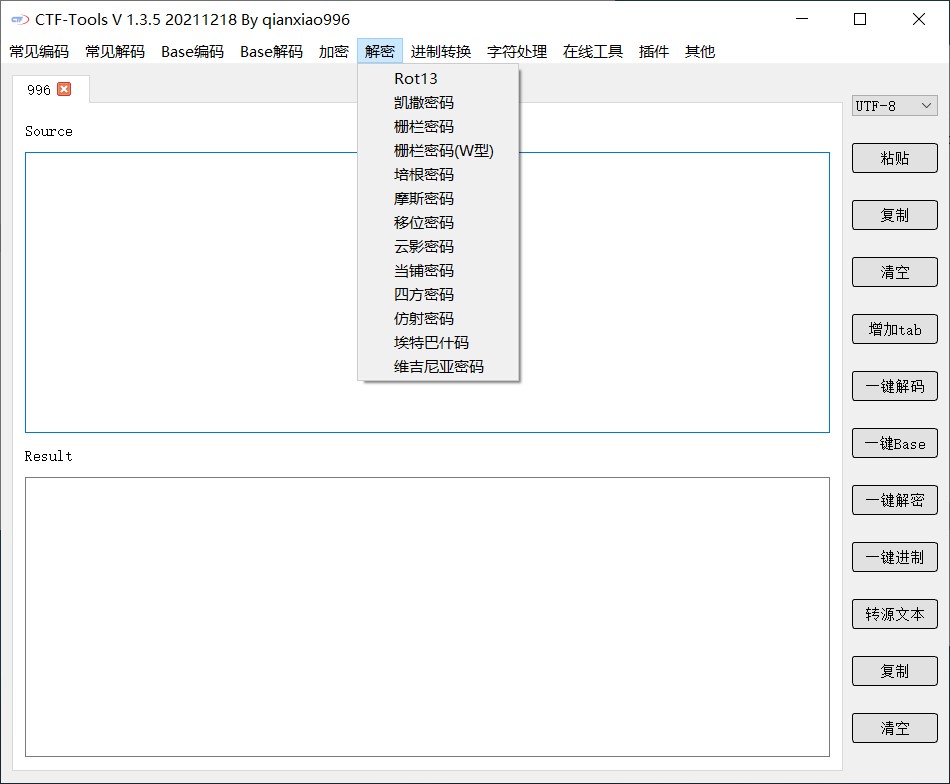 CTF CTF-Tools V 1.3.5 20211218 By qianxiao996
常见编码 常见解码 Base编码 Base解码 加密 解密 进制转换 字符处理 在线工具 插件 其他
Rot13
凯撒密码
栅栏密码
栅栏密码(W型)
培根密码
摩斯密码
移位密码
云影密码
当铺密码
四方密码
仿射密码
埃特巴什码
维吉尼亚密码
996
Source
Result
UTF-8
粘贴
复制
清空
增加tab
一键解码
一键Base
一键解密
一键进制
转源文本
复制
清空